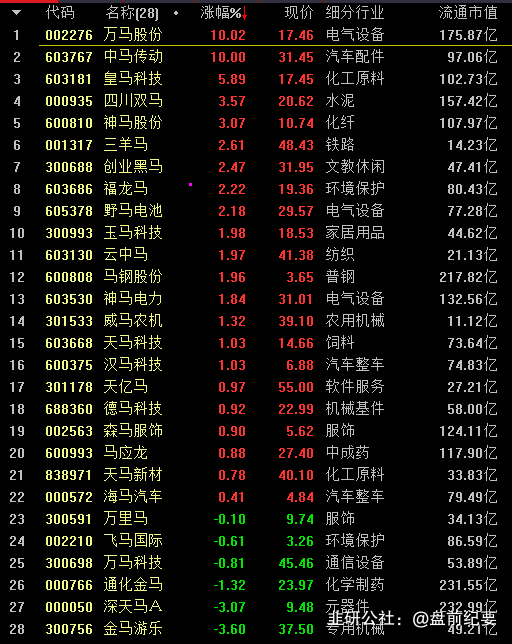 代码 名称(28) • 涨幅%↓ 现价 细分行业 流通市值
1 002276 万马股份 10.02 17.46 电气设备 175.87亿
2 603767 中马传动 10.00 31.45 汽车配件 97.06亿
3 603181 皇马科技 5.89 17.45 化工原料 102.73亿
4 000935 四川双马 3.57 20.62 水泥 157.42亿
5 600810 神马股份 3.07 10.74 化纤 107.97亿
6 001317 三羊马 2.61 48.43 铁路 14.23亿
7 300688 创业黑马 2.47 31.95 文教休闲 47.41亿
8 603686 福龙马 2.22 19.36 环境保护 80.43亿
9 605378 野马电池 2.18 29.57 电气设备 77.28亿
10 300993 玉马科技 1.98 18.53 家居用品 44.62亿
11 603130 云中马 1.97 41.38 纺织 21.13亿
12 600808 马钢股份 1.96 3.65 普钢 217.82亿
13 603530 神马电力 1.84 31.01 电气设备 132.56亿
14 301533 威马农机 1.32 39.10 农用机械 11.12亿
15 603668 天马科技 1.03 14.66 饲料 73.64亿
16 600375 汉马科技 1.03 6.88 汽车整车 74.83亿
17 301178 天亿马 0.97 55.00 软件服务 27.21亿
18 688360 德马科技 0.92 22.99 机械基件 58.00亿
19 002563 森马服饰 0.90 5.62 服饰 124.11亿
20 600993 马应龙 0.88 27.40 中成药 117.90亿
21 838971 天马新材 0.78 40.10 化工原料 33.83亿
22 000572 海马汽车 0.41 4.84 汽车整车 79.49亿
23 300591 万里马 -0.10 9.74 服饰 34.13亿
24 002210 飞马国际 -0.61 3.26 环境保护 86.59亿
25 300698 万马科技 -0.81 45.46 通信设备 53.89亿
26 000766 通化金马 -1.32 23.97 化学制药 231.55亿
27 000050 深天马A -3.07 9.48 元器件 232.99亿
韭研公社：@盘前纪要
28 300756 金马游乐 -3.60 37.50 专用机械 49.21亿